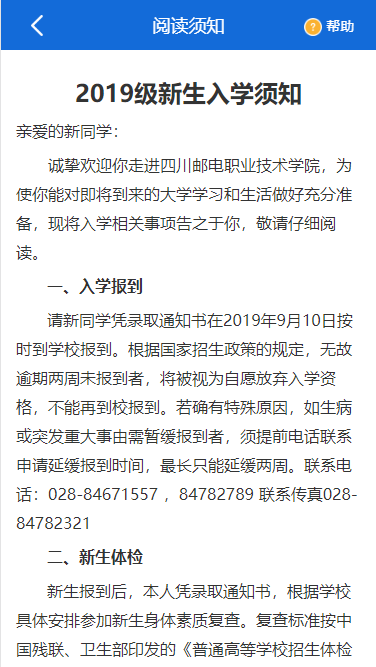 阅读须知
帮助
2019级新生入学须知
亲爱的新同学：
诚挚欢迎你走进四川邮电职业技术学院，为
使你能对即将到来的大学学习和生活做好充分准
备，现将入学相关事项告之于你，敬请仔细阅
读。
一、入学报到
请新同学凭录取通知书在2019年9月10日按
时到学校报到。根据国家招生政策的规定，无故
逾期两周未报到者，将被视为自愿放弃入学资
格，不能再到校报到。若确有特殊原因，如生病
或突发重大事由需暂缓报到者，须提前电话联系
申请延缓报到时间，最长只能延缓两周。联系电
话：028-84671557 ，84782789 联系传真028-
84782321
二、新生体检
新生报到后，本人凭录取通知书，根据学校
具体安排参加新生身体素质复查。复查标准按中
国残联、卫生部印发的《普通高等学校招生体检